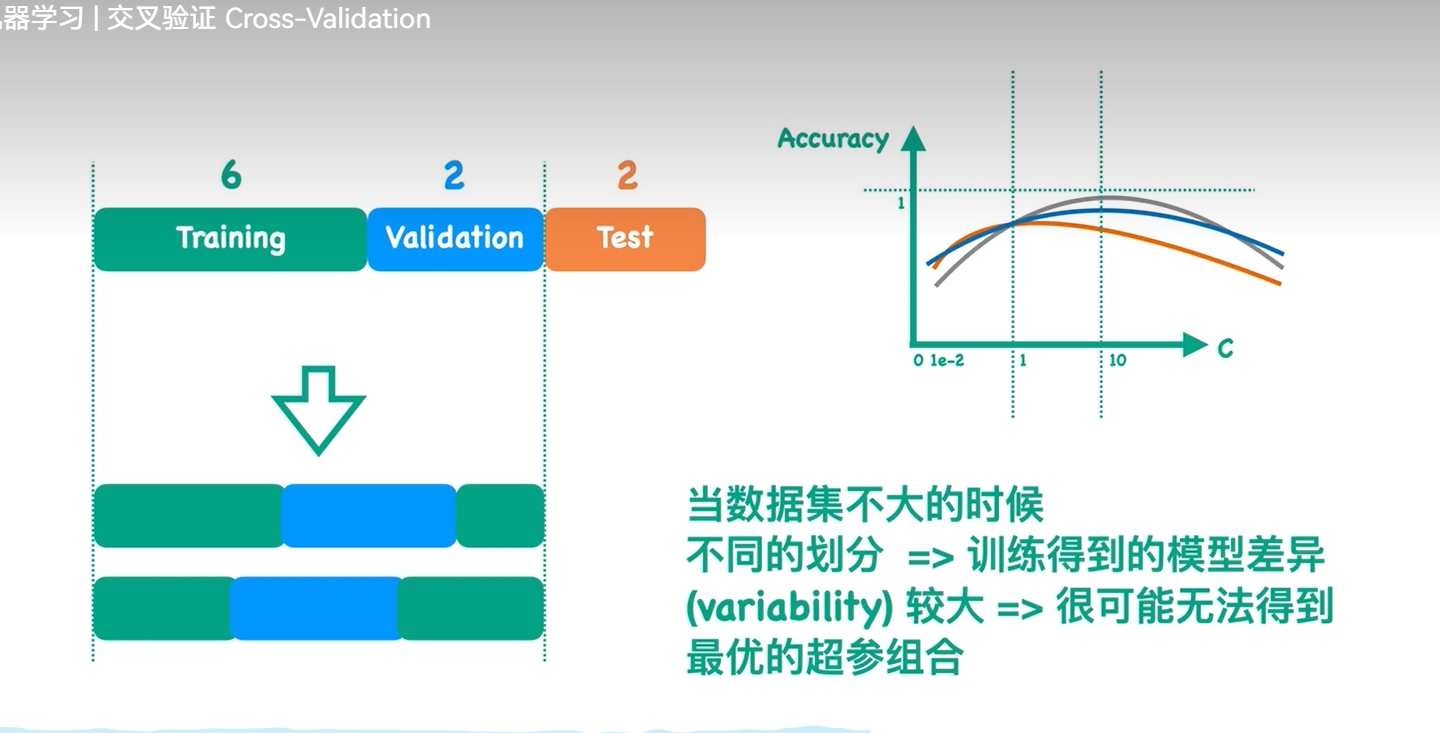 器学习 | 交叉验证 Cross-Validation
6 2 2
Training Validation Test
Accuracy
1
0 1e-2 1 10 C
当数据集不大的时候
不同的划分 => 训练得到的模型差异
(variability) 较大 => 很可能无法得到
最优的超参组合